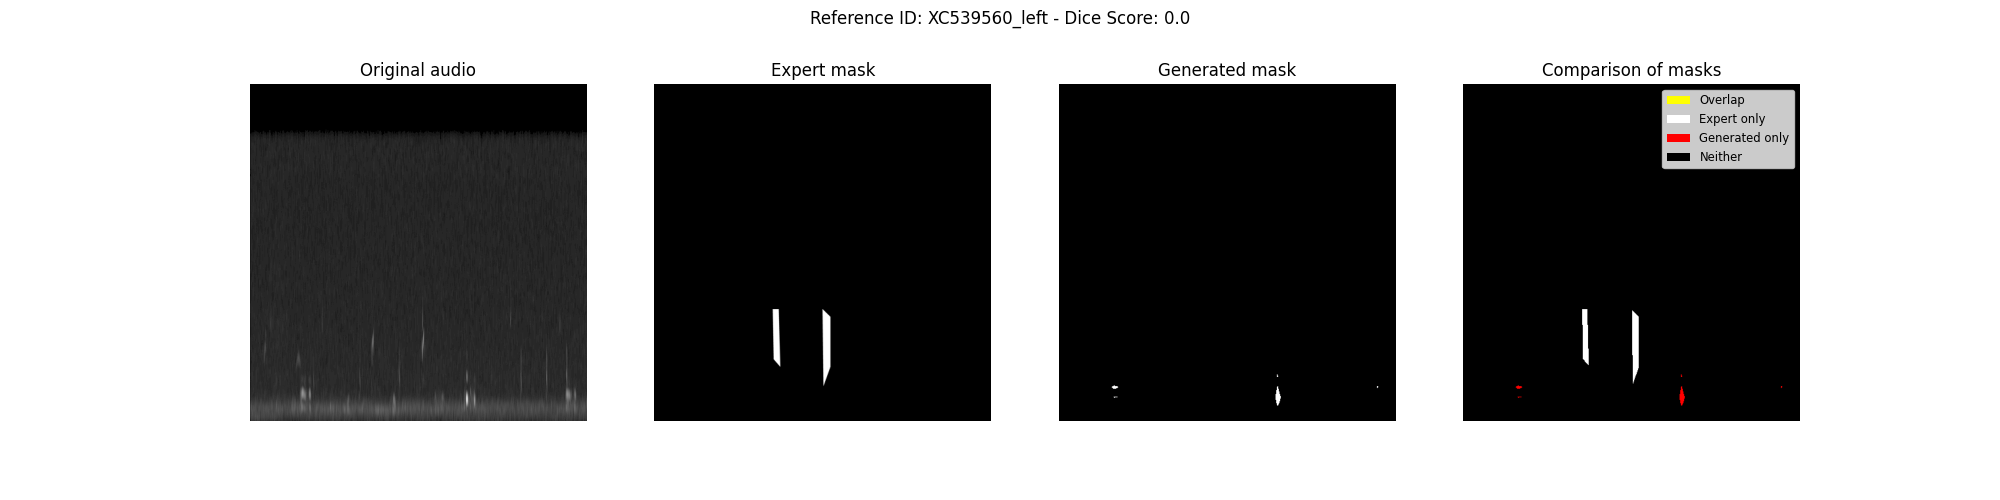 Reference ID: XC539560_left - Dice Score: 0.0
Original audio
Expert mask
Generated mask
Comparison of masks
Overlap
Expert only
Generated only
Neither